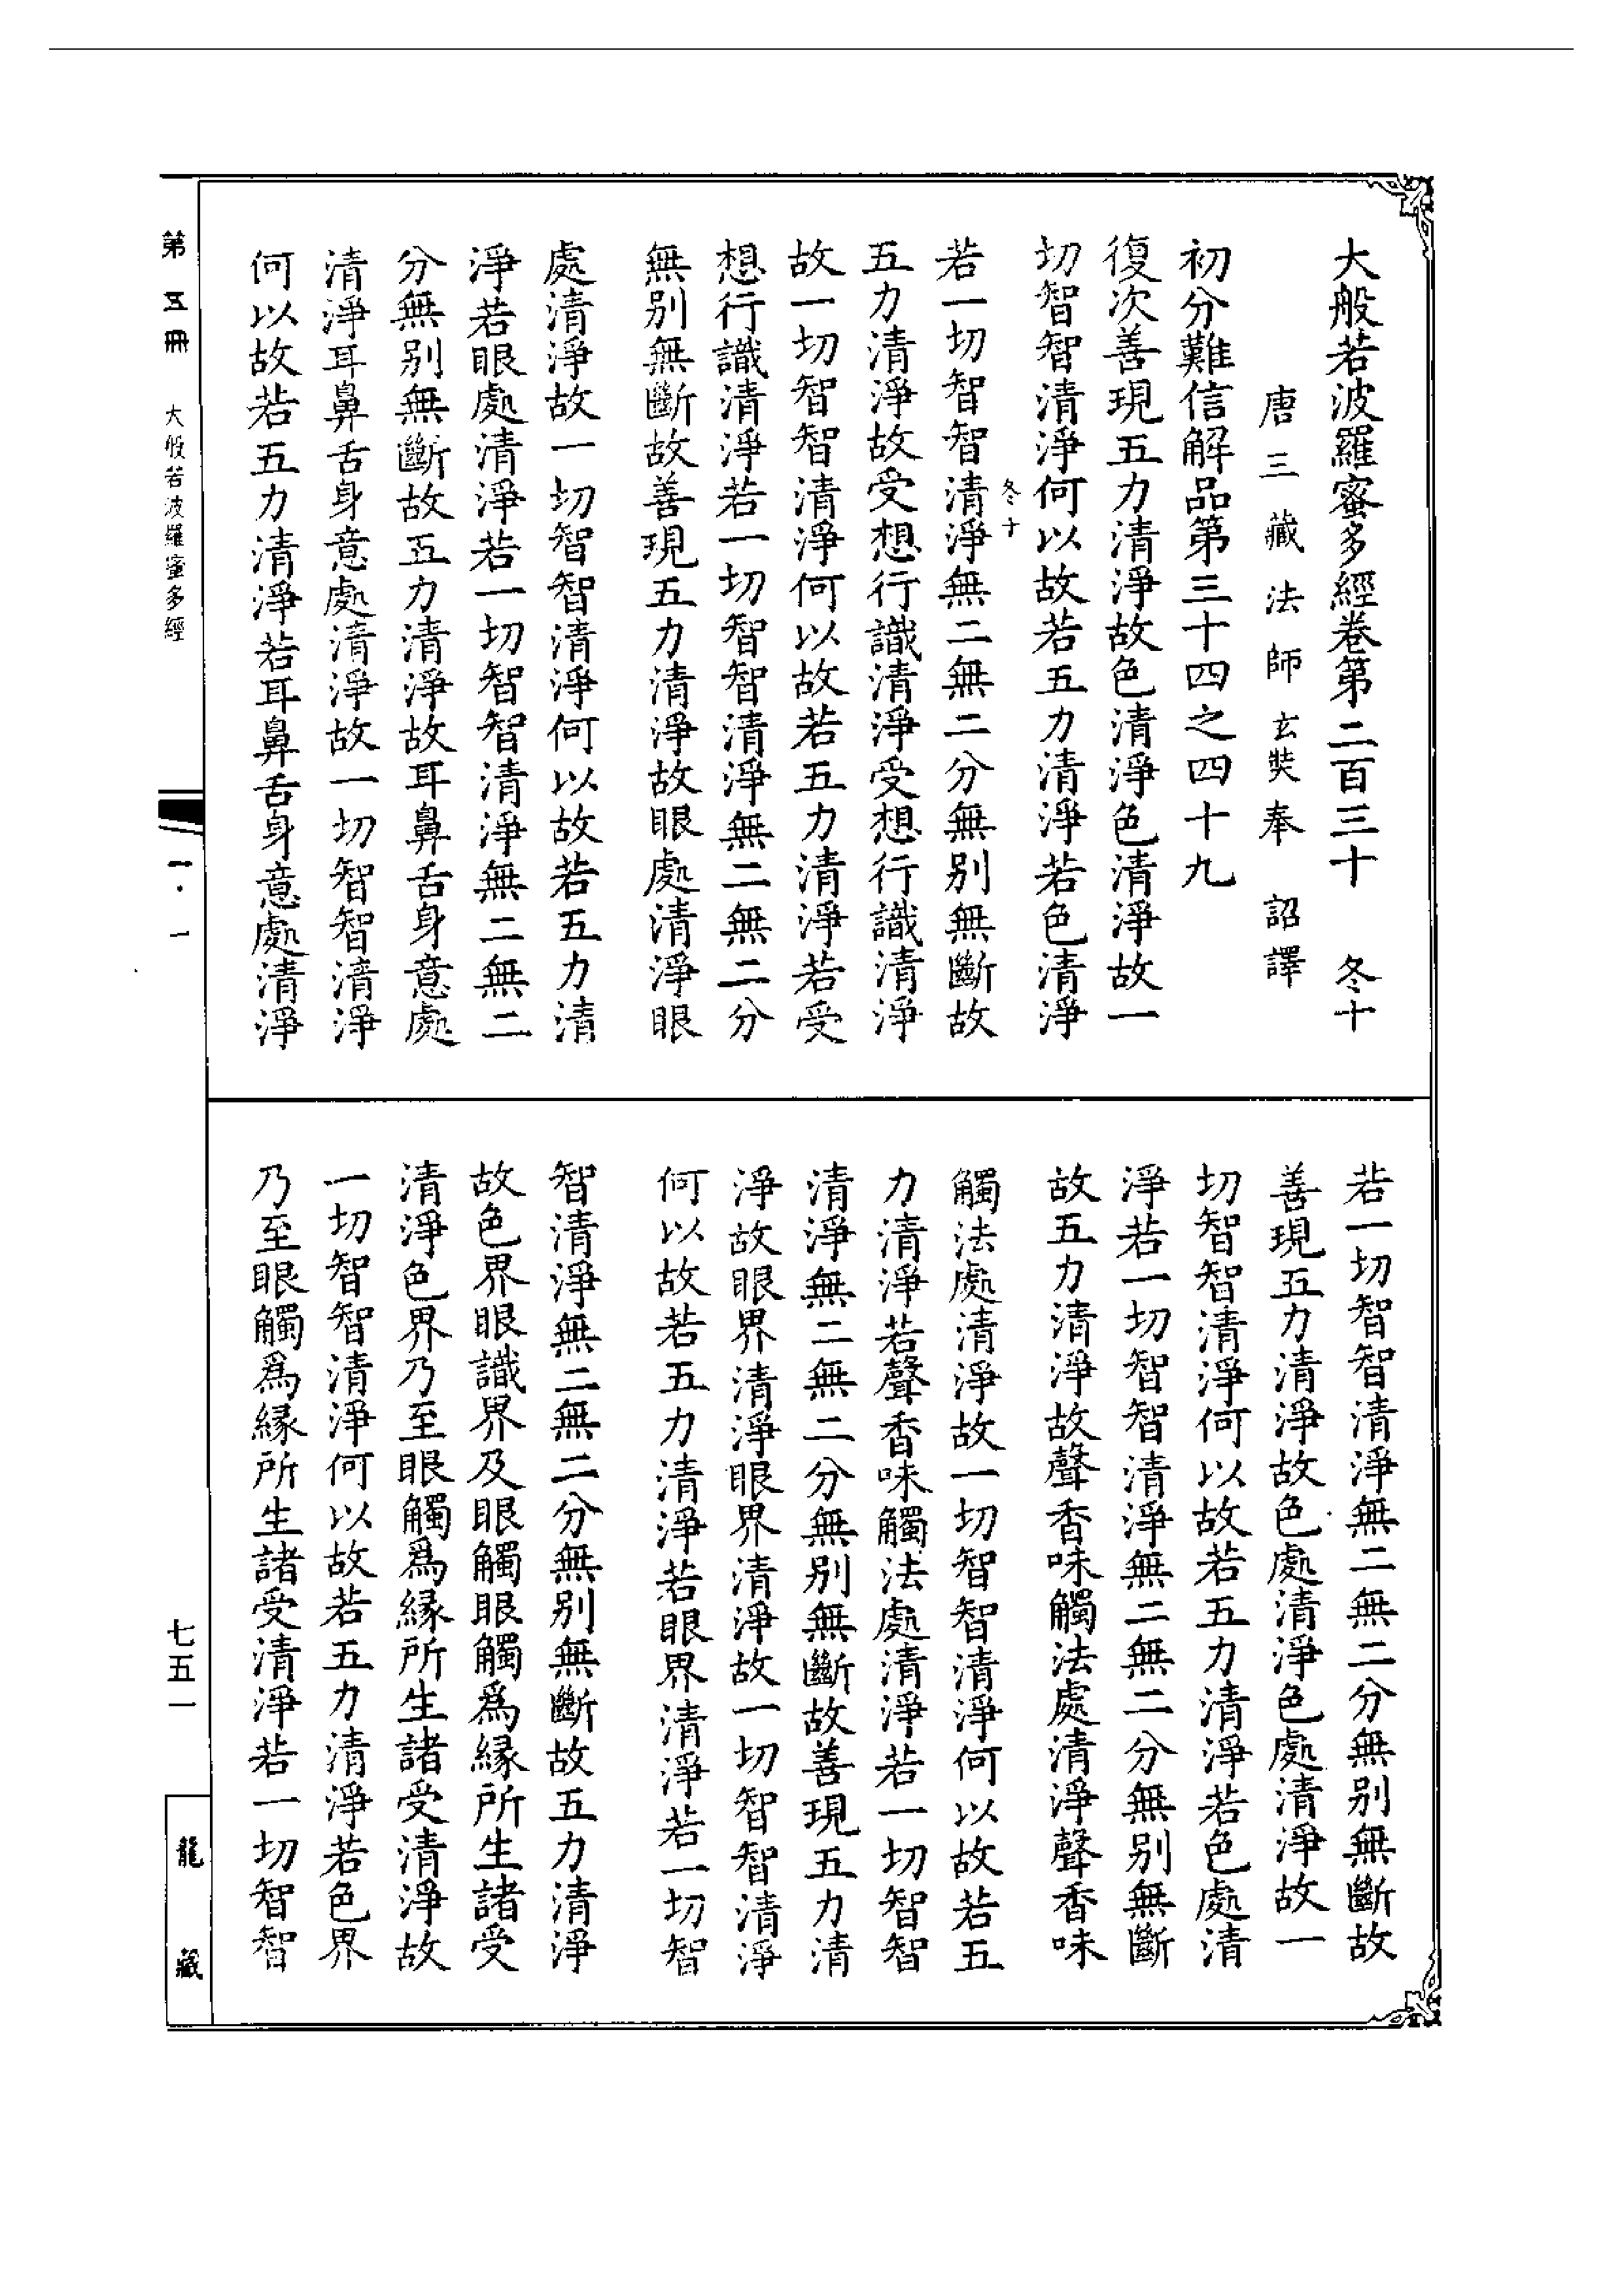 大般若波羅蜜多經卷第二百三十 冬十
唐三藏法師玄奘奉 詔譯
初分難信解品第三十四之四十九
復次善現五力清淨故色清淨色清淨故一
切智智清淨何以故若五力清淨若色清淨
冬十
若一切智智清淨無二無二分無別無斷故
五力清淨故受想行識清淨受想行識清淨
故一切智智清淨何以故若五力清淨若受
想行識清淨若一切智智清淨無二無二分
無別無斷故善現五力清淨故眼處清淨眼
處清淨故一切智智清淨何以故若五力清
淨若眼處清淨若一切智智清淨無二無二
分無別無斷故五力清淨故耳鼻舌身意處
清淨耳鼻舌身意處清淨故一切智智清淨
何以故若五力清淨若耳鼻舌身意處清淨
若一切智智清淨無二無二分無別無斷故
善現五力清淨故色處清淨色處清淨故一
切智智清淨何以故若五力清淨若色處清
淨若一切智智清淨無二無二分無別無斷
故五力清淨故聲香味觸法處清淨聲香味
觸法處清淨故一切智智清淨何以故若五
力清淨若聲香味觸法處清淨若一切智智
清淨無二無二分無別無斷故善現五力清
淨故眼界清淨眼界清淨故一切智智清淨
何以故若五力清淨若眼界清淨若一切智
智清淨無二無二分無別無斷故五力清淨
故色界眼識界及眼觸眼觸爲緣所生諸受
清淨色界乃至眼觸爲緣所生諸受清淨故
一切智智清淨何以故若五力清淨若色界
乃至眼觸爲緣所生諸受清淨若一切智智
第五冊 大般若波羅蜜多經
一·一
七五一
龍藏